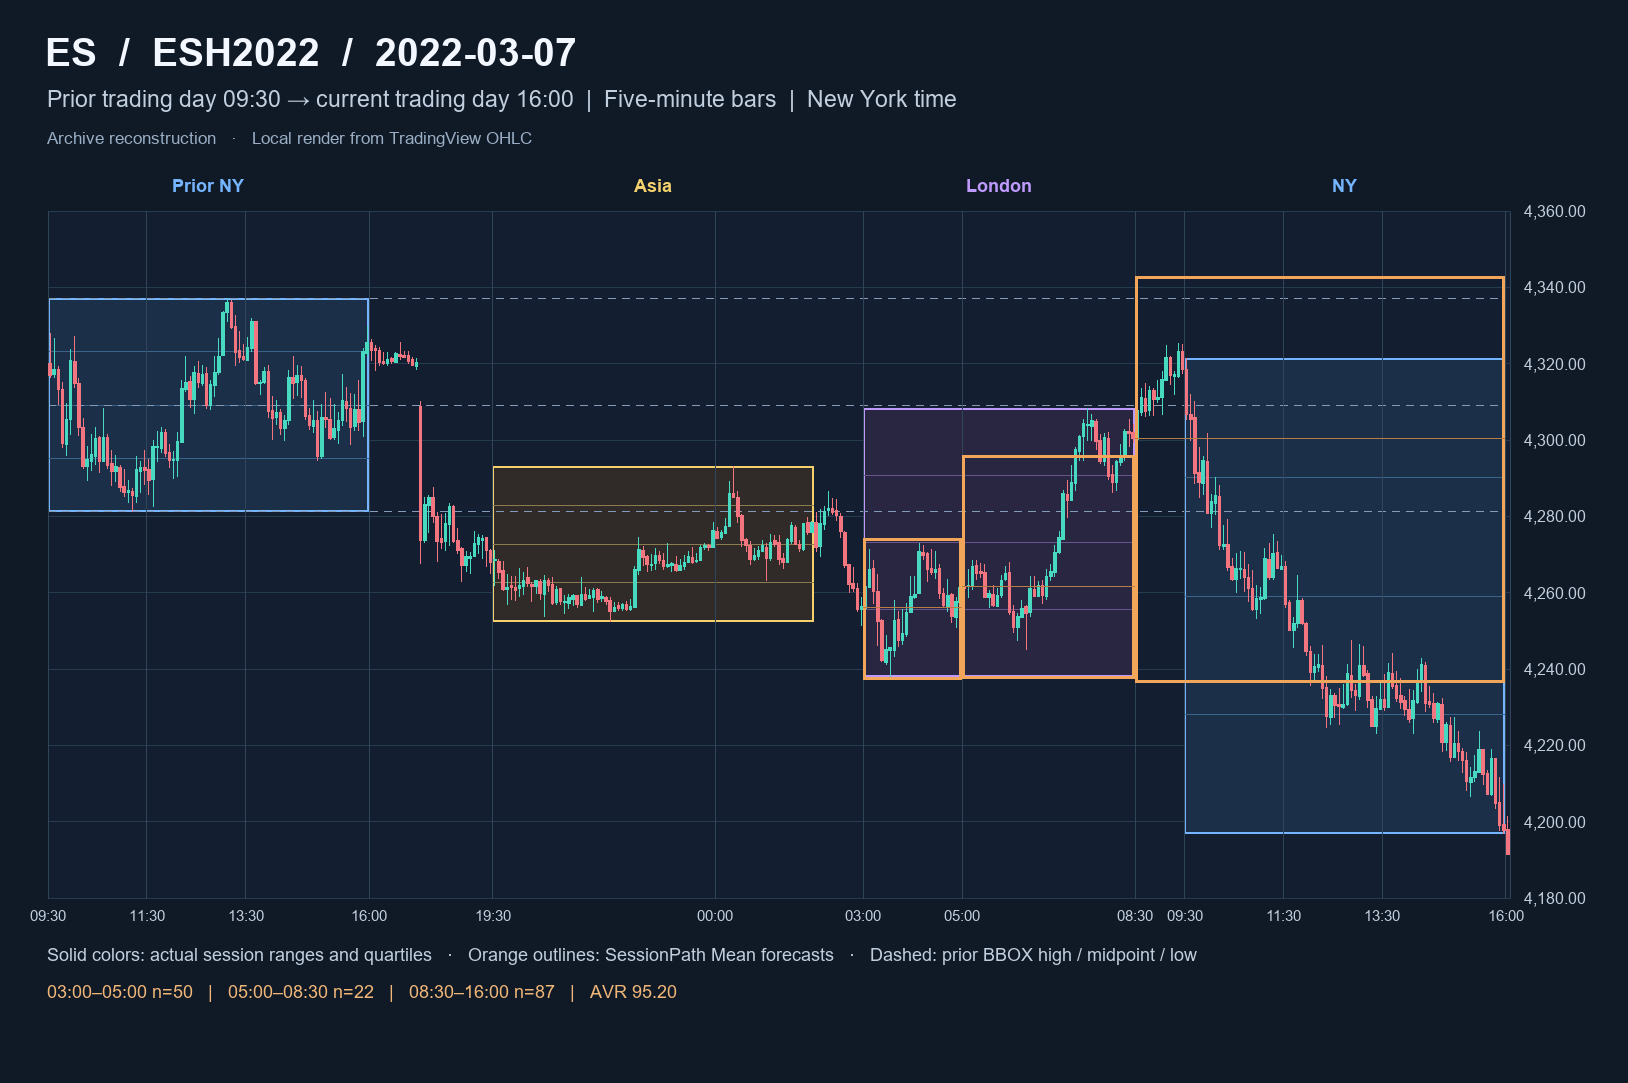 ES / ESH2022 / 2022-03-07
Prior trading day 09:30 → current trading day 16:00 | Five-minute bars | New York time
Archive reconstruction · Local render from TradingView OHLC
Prior NY
Asia
London
NY
4,360.00
4,340.00
4,320.00
4,300.00
4,280.00
4,260.00
4,240.00
4,220.00
4,200.00
4,180.00
09:30 11:30 13:30 16:00 19:30 00:00 03:00 05:00 08:30 09:30 11:30 13:30 16:00
Solid colors: actual session ranges and quartiles · Orange outlines: SessionPath Mean forecasts · Dashed: prior BBOX high / midpoint / low
03:00–05:00 n=50 | 05:00–08:30 n=22 | 08:30–16:00 n=87 | AVR 95.20